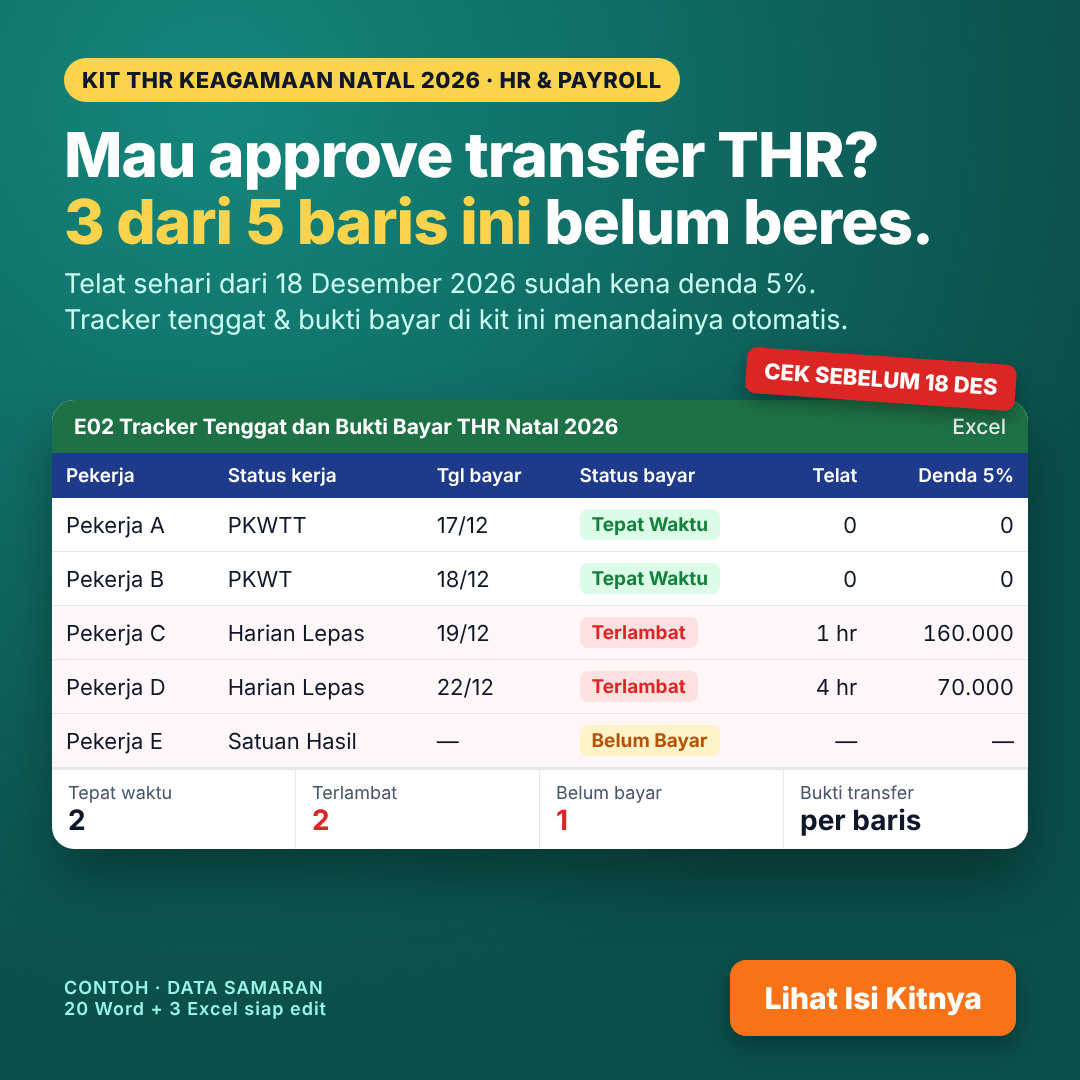 KIT THR KEAGAMAAN NATAL 2026 · HR & PAYROLL
Mau approve transfer THR?
3 dari 5 baris ini belum beres.
Telat sehari dari 18 Desember 2026 sudah kena denda 5%.
Tracker tenggat & bukti bayar di kit ini menandainya otomatis.
CEK SEBELUM 18 DES
E02 Tracker Tenggat dan Bukti Bayar THR Natal 2026 Excel
Pekerja Status kerja Tgl bayar Status bayar Telat Denda 5%
Pekerja A PKWTT 17/12 Tepat Waktu 0 0
Pekerja B PKWT 18/12 Tepat Waktu 0 0
Pekerja C Harian Lepas 19/12 Terlambat 1 hr 160.000
Pekerja D Harian Lepas 22/12 Terlambat 4 hr 70.000
Pekerja E Satuan Hasil — Belum Bayar — —
Tepat waktu Terlambat Belum bayar Bukti transfer
2 2 1 per baris
CONTOH · DATA SAMARAN
20 Word + 3 Excel siap edit
Lihat Isi Kitnya